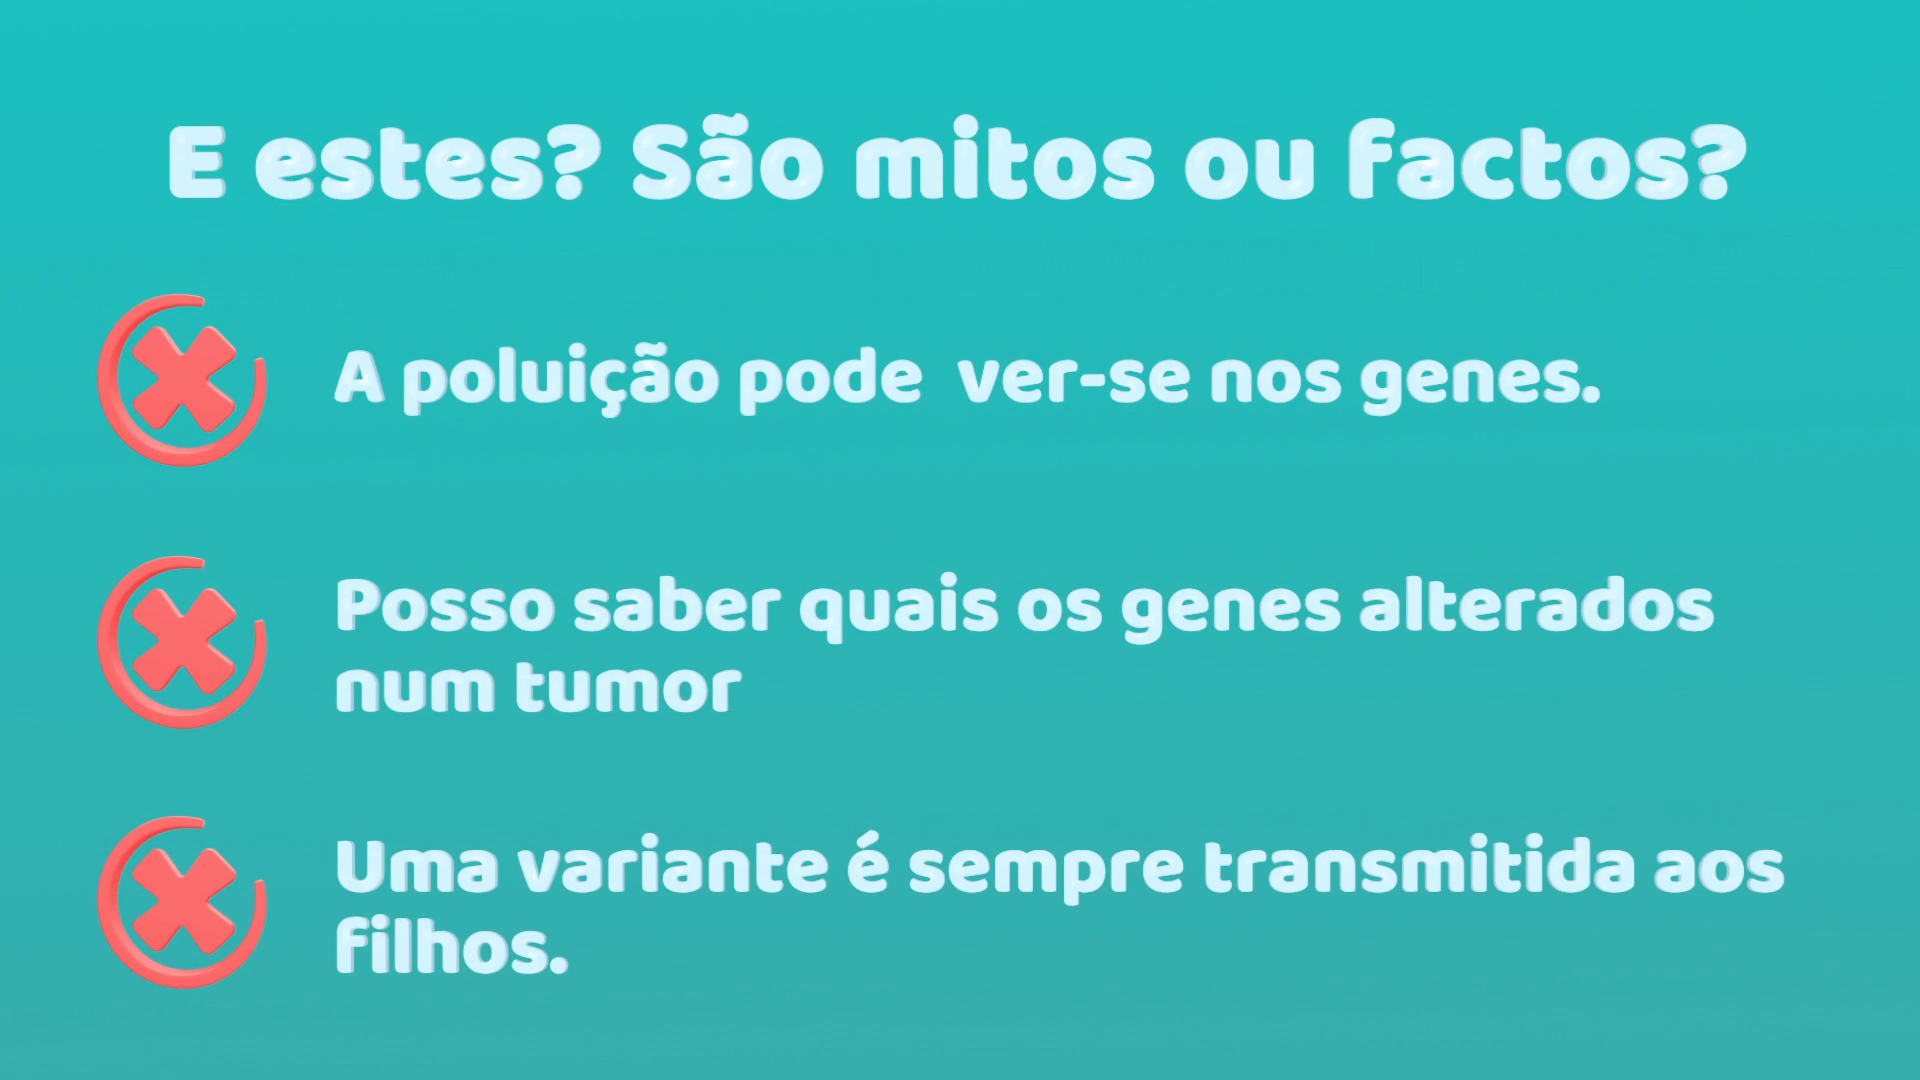 E estes? São mitos ou factos?
A poluição pode  ver-se nos genes.
Posso saber quais os genes alterados
num tumor
Uma variante é sempre transmitida aos
filhos.